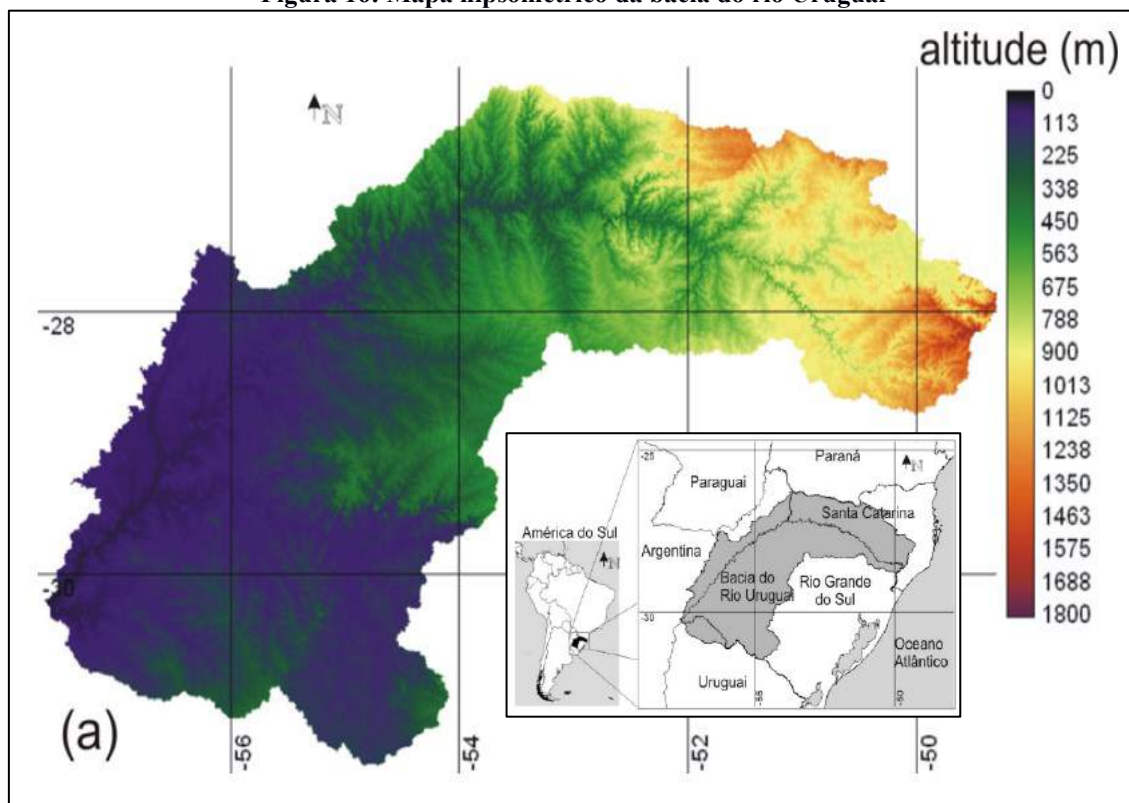 Figura 16: Mapa hipsométrico da bacia do rio Uruguai
altitude (m)
0
113
225
338
450
563
675
788
900
1013
1125
1238
1350
1463
1575
1688
1800
N
-28
-30
(a)
-56
-54
-52
-50
América do Sul
N
-25
Paraná
N
Paraguai
Santa Catarina
Argentina
Bacia do
Rio Uruguai
Rio Grande
do Sul
-30
Oceano
Atlântico
Uruguai
-55
-50